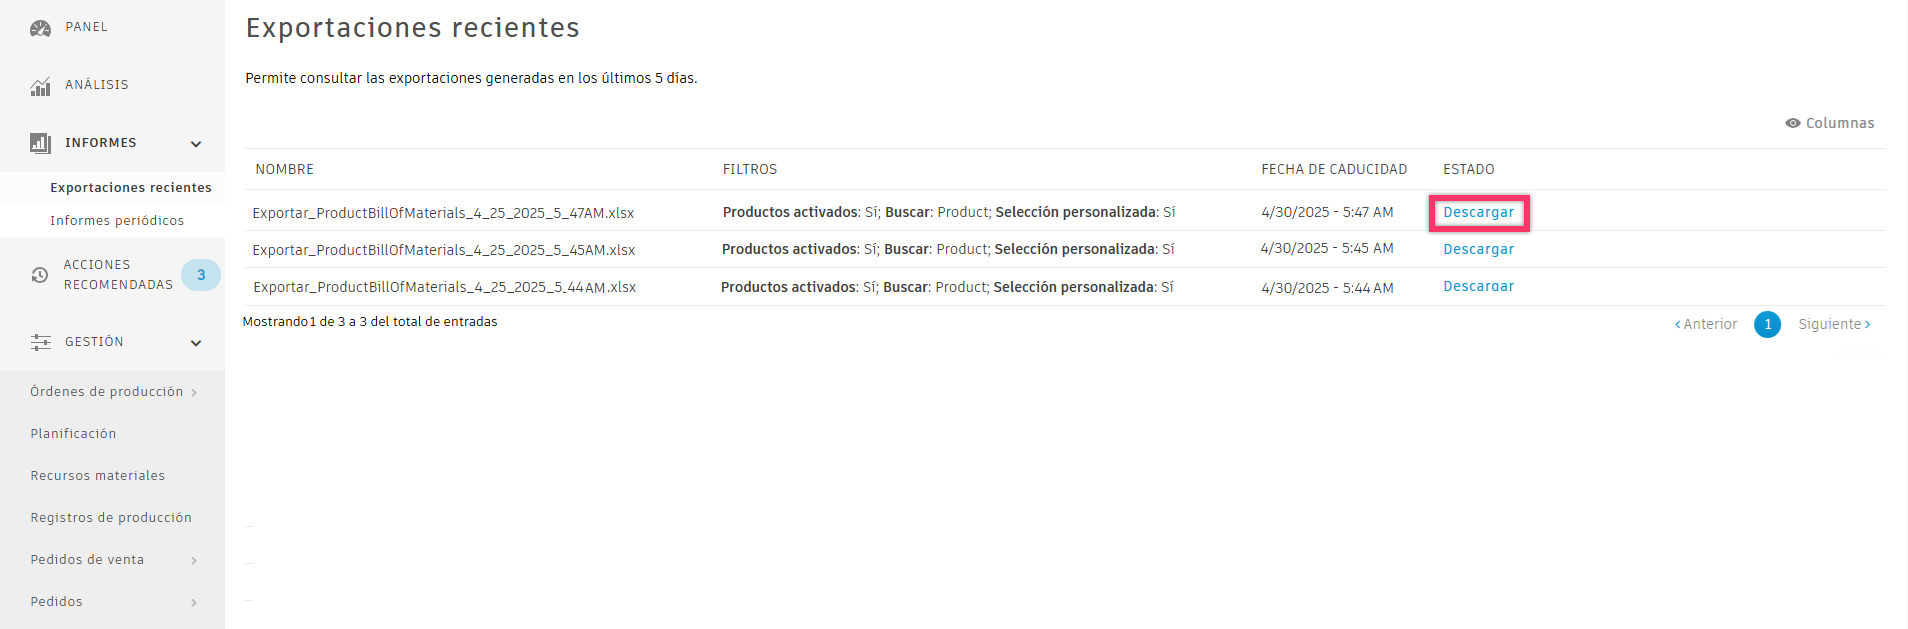 PANEL
ANÁLISIS
INFORMES
Exportaciones recientes
Informes periódicos
ACCIONES
RECOMENDADAS
3
GESTIÓN
Órdenes de producción
Planificación
Recursos materiales
Registros de producción
Pedidos de venta
Pedidos
Exportaciones recientes
Permite consultar las exportaciones generadas en los últimos 5 días.
Columnas
NOMBRE FILTROS FECHA DE CADUCIDAD ESTADO
Exportar_ProductBillOfMaterials_4_25_2025_5_47AM.xlsx Productos activados: Sí; Buscar: Product; Selección personalizada: Sí 4/30/2025 - 5:47 AM Descargar
Exportar_ProductBillOfMaterials_4_25_2025_5_45AM.xlsx Productos activados: Sí; Buscar: Product; Selección personalizada: Sí 4/30/2025 - 5:45 AM Descargar
Exportar_ProductBillOfMaterials_4_25_2025_5_44AM.xlsx Productos activados: Sí; Buscar: Product; Selección personalizada: Sí 4/30/2025 - 5:44 AM Descargar
Mostrando1 de 3 a 3 del total de entradas
Anterior 1 Siguiente